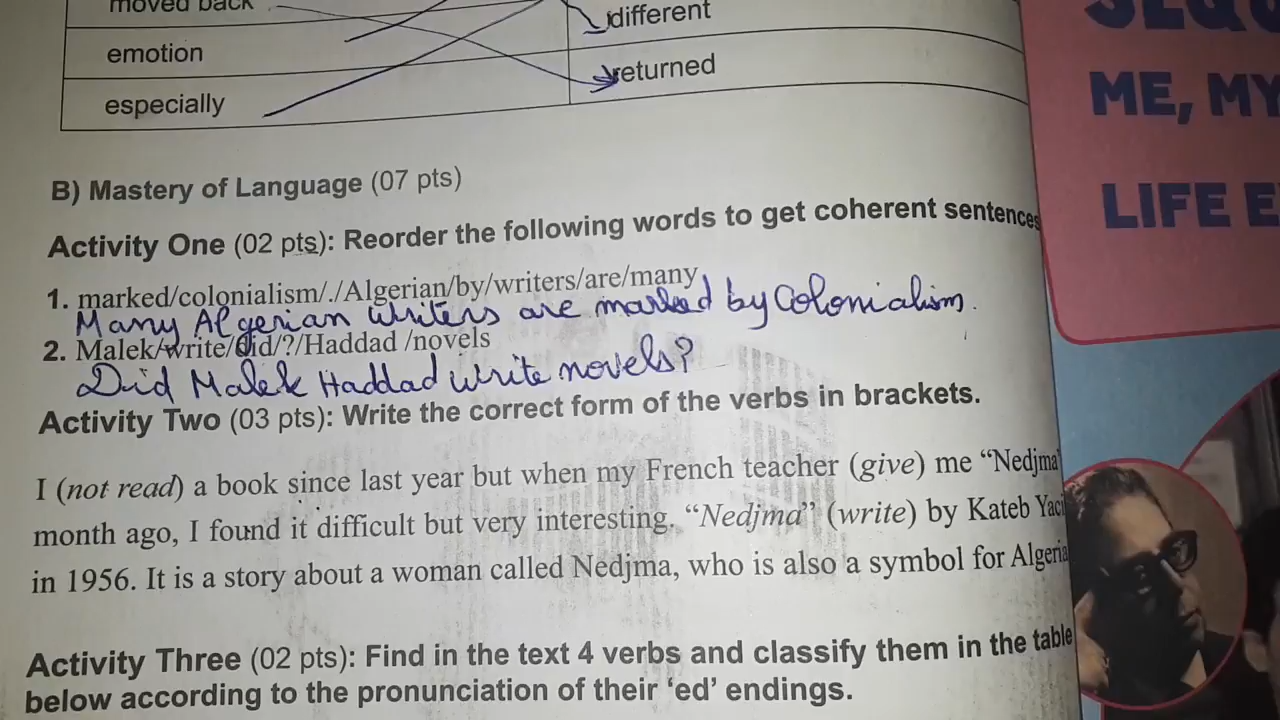 moved back
different
emotion
returned
especially
B) Mastery of Language (07 pts)
Activity One (02 pts): Reorder the following words to get coherent sentences
1. marked/colonialism/./Algerian/by/writers/are/many
Many Algerian writers are marked by Colonialism.
2. Malek/write/did/?/Haddad /novels
Did Malek Haddad write novels?
Activity Two (03 pts): Write the correct form of the verbs in brackets.
I (not read) a book since last year but when my French teacher (give) me “Nedjma
month ago, I found it difficult but very interesting. “Nedjma” (write) by Kateb Yaci
in 1956. It is a story about a woman called Nedjma, who is also a symbol for Algeria
Activity Three (02 pts): Find in the text 4 verbs and classify them in the table
below according to the pronunciation of their ‘ed’ endings.
SEQU
ME, MY
LIFE E